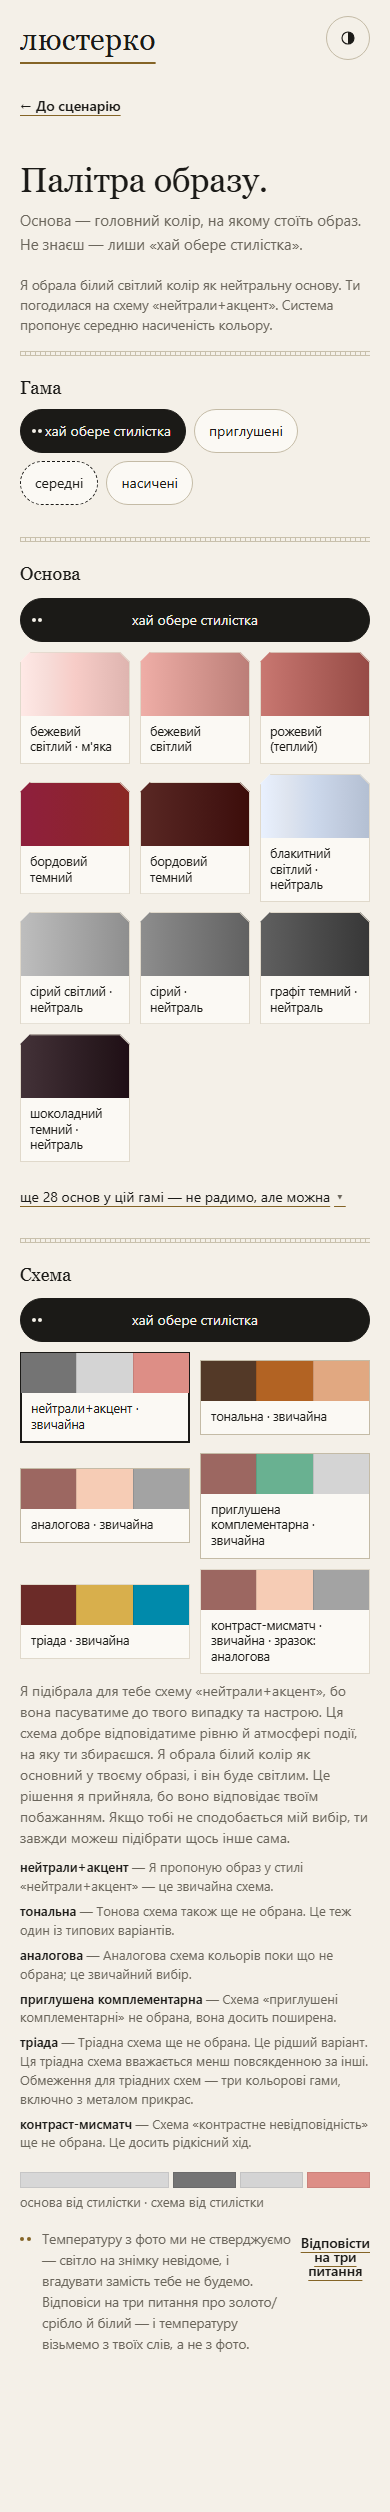 люстерко
← До сценарію
Палітра образу.
Основа — головний колір, на якому стоїть образ.
Не знаєш — лиши «хай обере стилістка».
Я обрала білий світлий колір як нейтральну основу. Ти
погодилася на схему «нейтрали+акцент». Система
пропонує середню насиченість кольору.
Гама
хай обере стилістка
приглушені
середні
насичені
Основа
хай обере стилістка
бежевий
світлий · м'яка
бежевий
світлий
рожевий
(теплий)
бордовий
темний
бордовий
темний
блакитний
світлий ·
нейтраль
сірий світлий ·
нейтраль
сірий ·
нейтраль
графіт темний ·
нейтраль
шоколадний
темний ·
нейтраль
ще 28 основ у цій гамі — не радимо, але можна ▾
Схема
хай обере стилістка
нейтрали+акцент ·
звичайна
тональна · звичайна
аналогова · звичайна
приглушена
комплементарна ·
звичайна
тріада · звичайна
контраст-мисматч ·
звичайна · зразок:
аналогова
Я підібрала для тебе схему «нейтрали+акцент», бо
вона пасуватиме до твого випадку та настрою. Ця
схема добре відповідатиме рівню й атмосфері події,
на яку ти збираєшся. Я обрала білий колір як
основний у твоєму образі, і він буде світлим. Це
рішення я прийняла, бо воно відповідає твоїм
побажанням. Якщо тобі не сподобається мій вибір, ти
завжди можеш підібрати щось інше сама.
нейтрали+акцент — Я пропоную образ у стилі
«нейтрали+акцент» — це звичайна схема.
тональна — Тонова схема також ще не обрана. Це теж
один із типових варіантів.
аналогова — Аналогова схема кольорів поки що не
обрана; це звичайний вибір.
приглушена комплементарна — Схема «приглушені
комплементарні» не обрана, вона досить поширена.
тріада — Тріадна схема ще не обрана. Це рідший варіант.
Ця тріадна схема вважається менш повсякденною за інші.
Обмеження для тріадних схем — три кольорові гами,
включно з металом прикрас.
контраст-мисматч — Схема «контрастне невідповідність»
ще не обрана. Це досить рідкісний хід.
основа від стилістки · схема від стилістки
Температуру з фото ми не стверджуємо
— світло на знімку невідоме, і
вгадувати замість тебе не будемо.
Відповіси на три питання про золото/
срібло й білий — і температуру
візьмемо з твоїх слів, а не з фото.
Відповісти
на три
питання